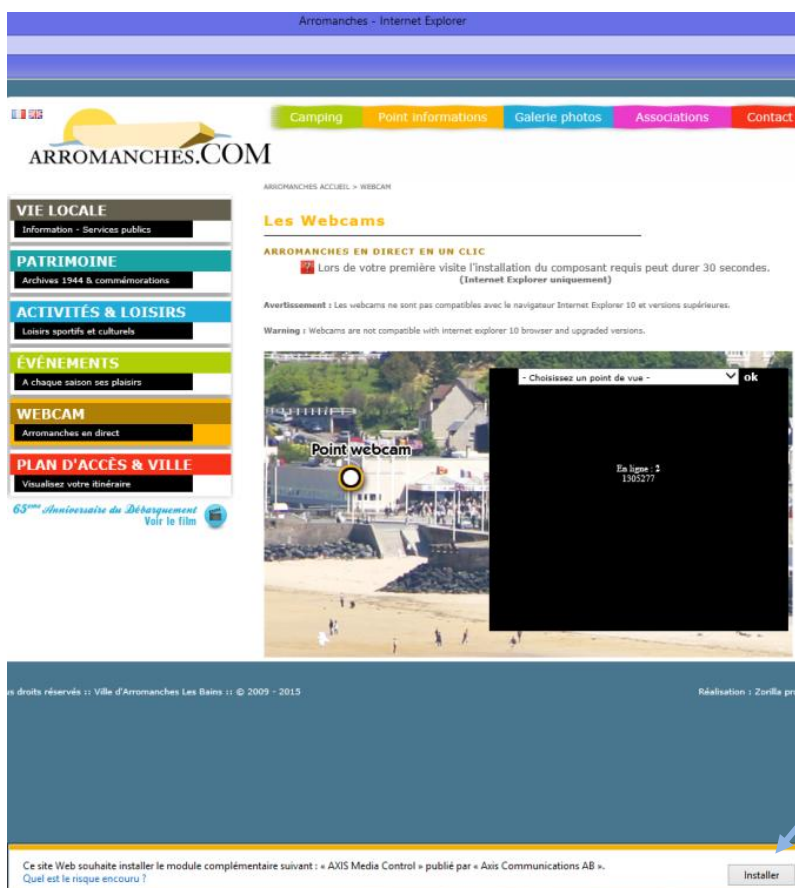 Arromanches - Internet Explorer
Camping Point Informations Galerie photos Associations Contact
ARROMANCHES.COM
ARROMANCHES ACCUEIL > WEBCAM
VIE LOCALE
Information - Services publics
PATRIMOINE
Archives 1944 & commémorations
ACTIVITÉS & LOISIRS
Loisirs sportifs et culturels
ÉVÉNEMENTS
A chaque saison ses plaisirs
WEBCAM
Arromanches en direct
PLAN D'ACCÈS & VILLE
Visualisez votre itinéraire
65ème Anniversaire du Débarquement
Voir le film
Les Webcams
ARROMANCHES EN DIRECT EN UN CLIC
Lors de votre première visite l'installation du composant requis peut durer 30 secondes.
(Internet Explorer uniquement)
Avertissement : Les webcams ne sont pas compatibles avec le navigateur Internet Explorer 10 et versions supérieures.
Warning : Webcams are not compatible with internet explorer 10 browser and upgraded versions.
- Choisissez un point de vue - ok
Point webcam
En ligne : 2
1305277
us droits réservés :: Ville d'Arromanches Les Bains :: © 2009 - 2015
Réalisation : Zorilla pr
Ce site Web souhaite installer le module complémentaire suivant : « AXIS Media Control » publié par « Axis Communications AB ».
Quel est le risque encouru ?
Installer